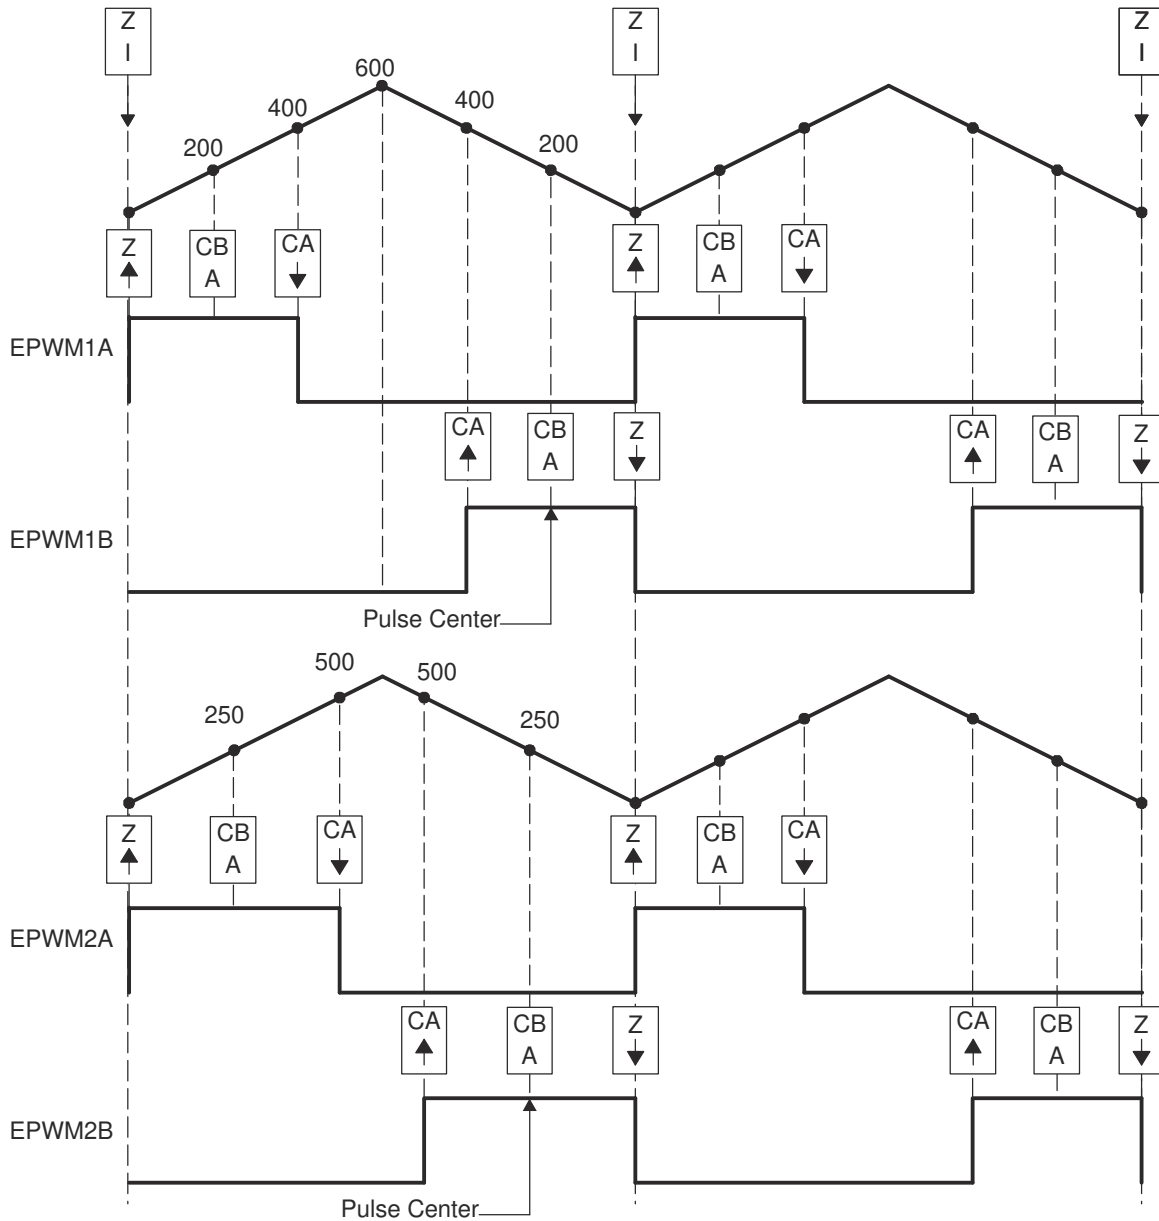 Z Z Z
I I I
600
400 400
200 200
Z CB CA Z CB CA
A A
EPWM1A
CA CB Z CA CB Z
A A
EPWM1B
Pulse Center
500 500
250 250
Z CB CA Z CB CA
A A
EPWM2A
CA CB Z CA CB Z
A A
EPWM2B
Pulse Center